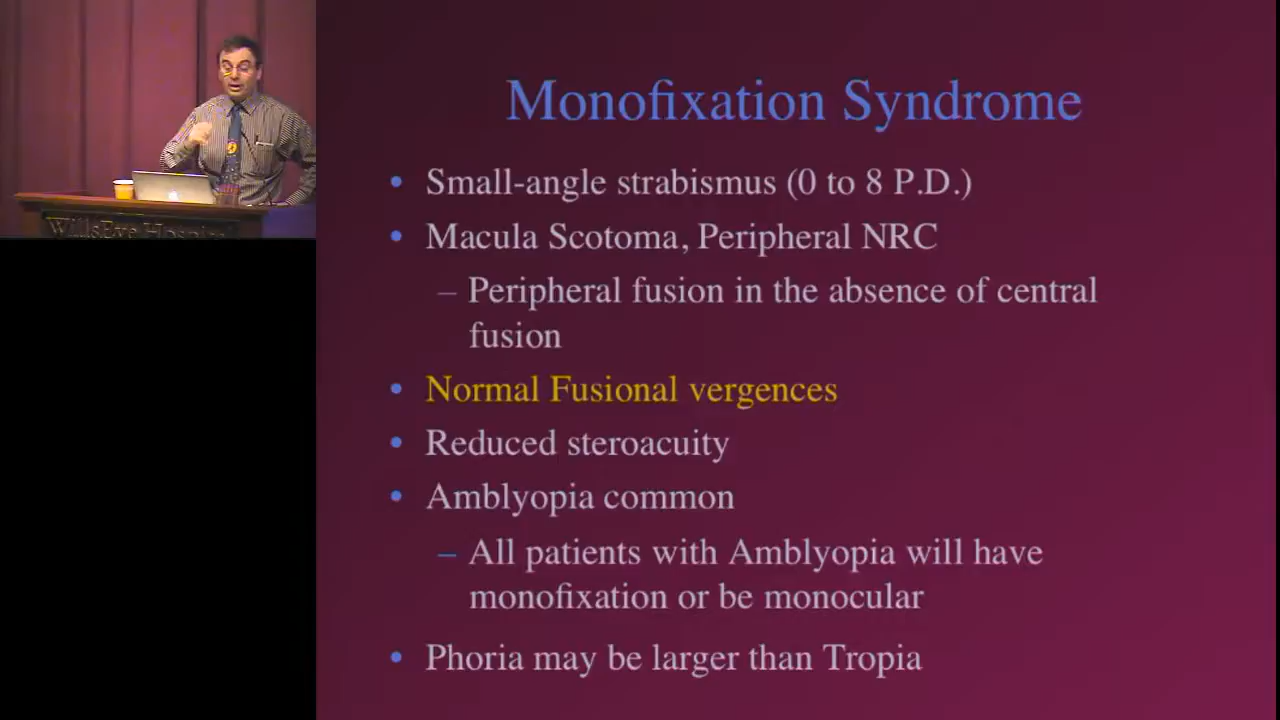 Monofixation Syndrome
• Small-angle strabismus (0 to 8 P.D.)
• Macula Scotoma, Peripheral NRC
– Peripheral fusion in the absence of central
fusion
• Normal Fusional vergences
• Reduced steroacuity
• Amblyopia common
– All patients with Amblyopia will have
monofixation or be monocular
• Phoria may be larger than Tropia
WillsEye Hospital